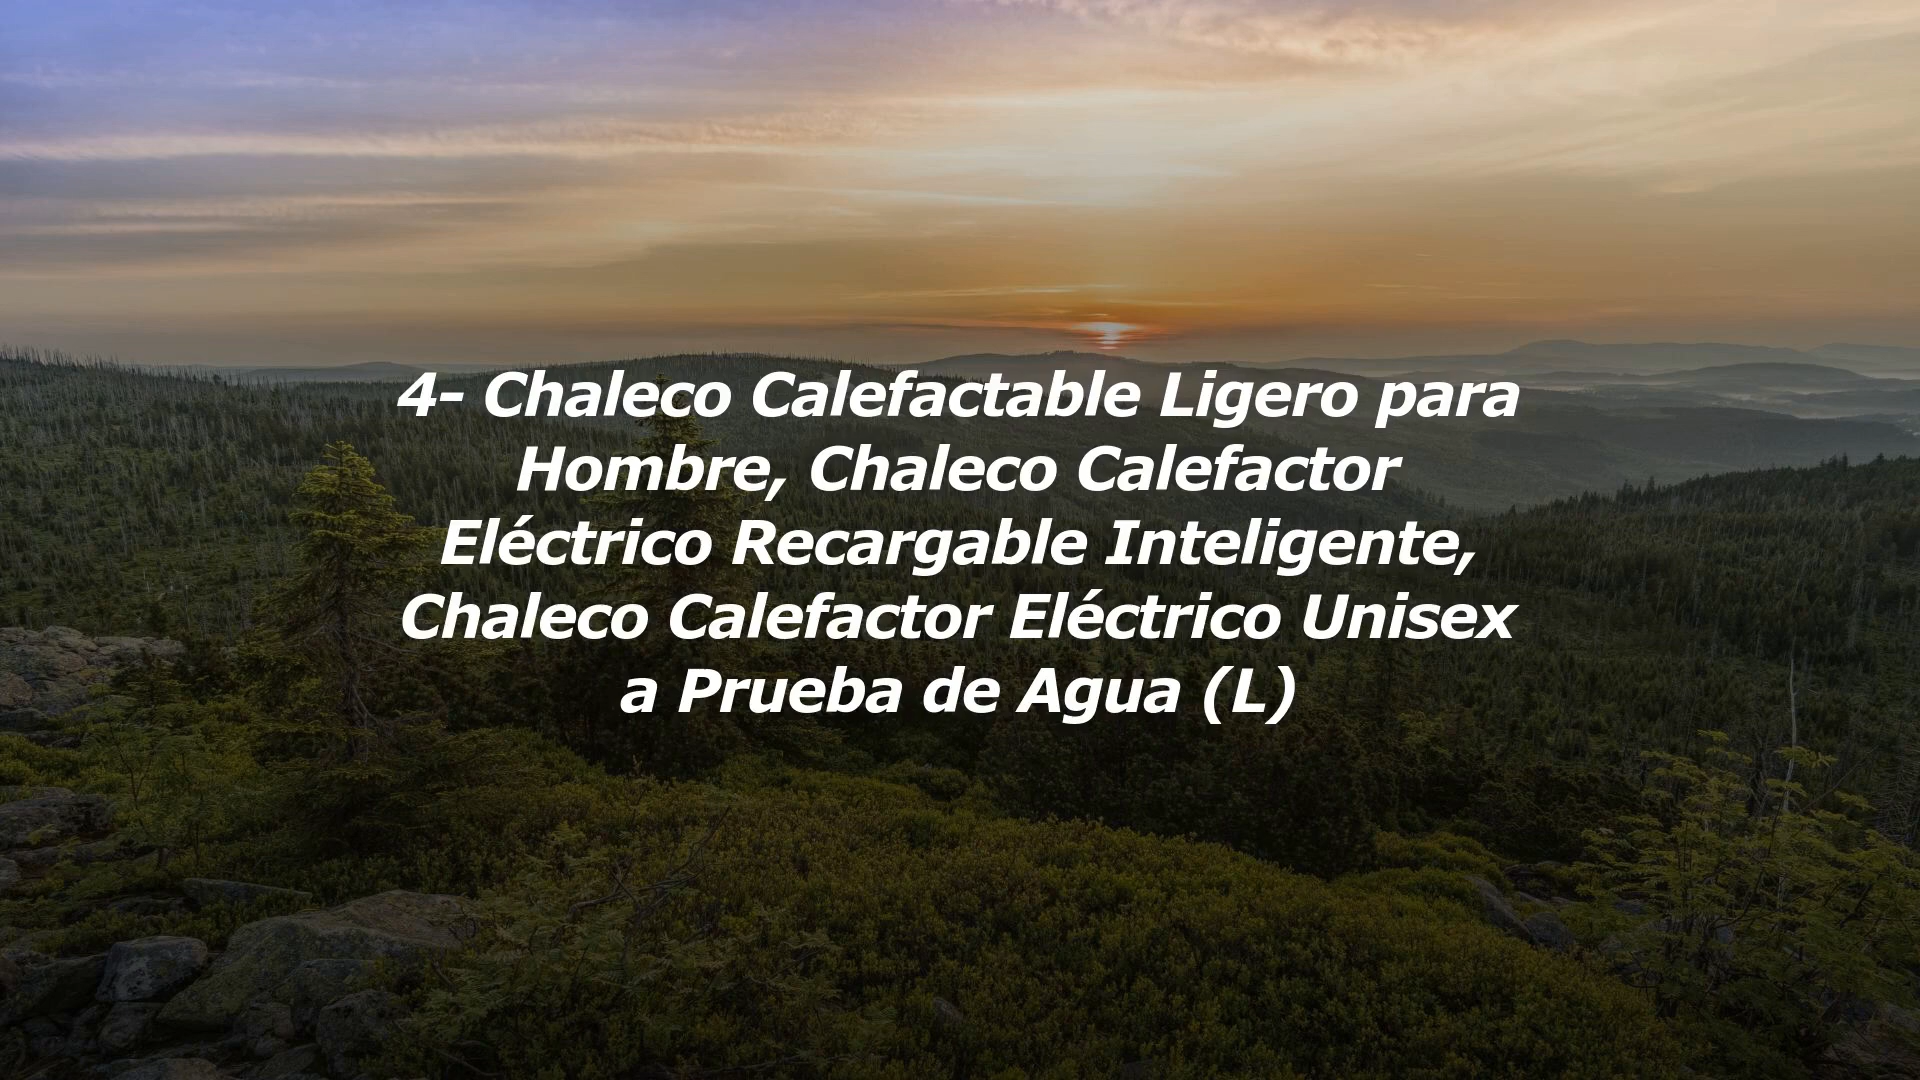 4- Chaleco Calefactable Ligero para
Hombre, Chaleco Calefactor
Eléctrico Recargable Inteligente,
Chaleco Calefactor Eléctrico Unisex
a Prueba de Agua (L)